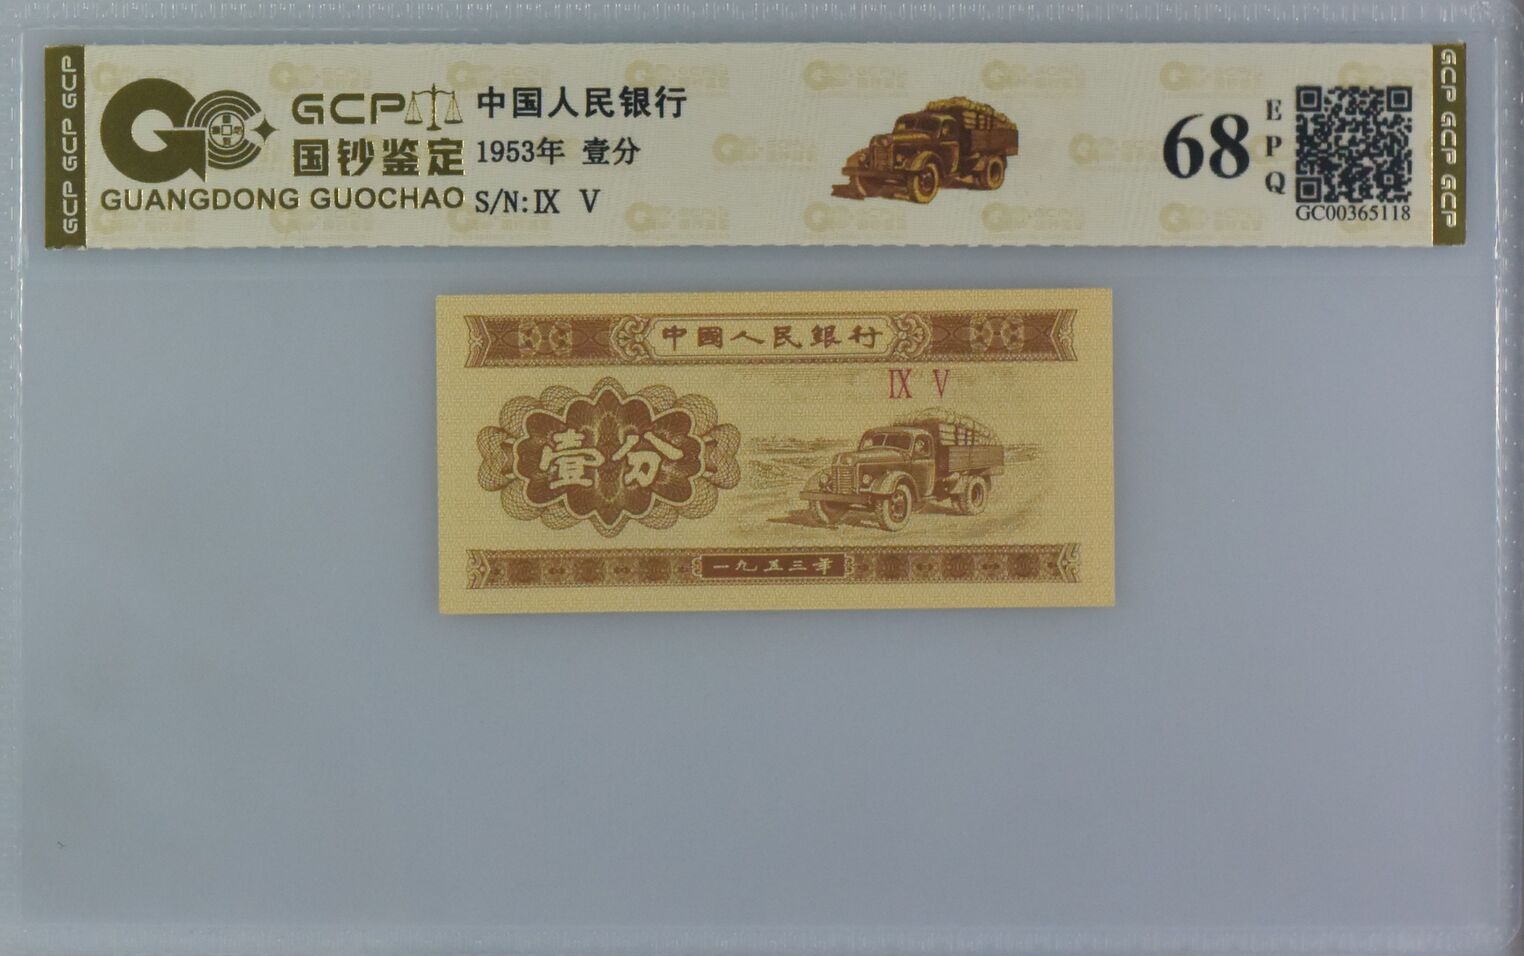 GCP GCP GCP
GCP
国钞鉴定
GUANGDONG GUOCHAO
中国人民银行
1953年 壹分
S/N:Ⅸ Ⅴ
68
EPQ
GC00365118
GCP GCP GCP
中國人民銀行
Ⅸ Ⅴ
壹分
一九五三年